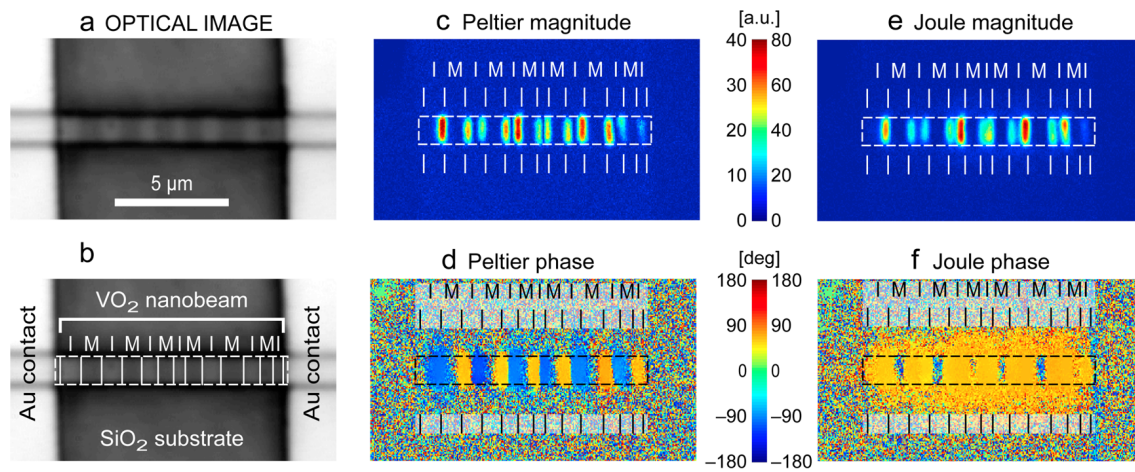 a OPTICAL IMAGE
5 μm
b
VO2 nanobeam
I M I M I M I M I M I M I
Au contact
Au contact
SiO2 substrate
c Peltier magnitude
I M I M I M I M I M I M I
[a.u.]
40 80
30 60
20 40
10 20
0 0
e Joule magnitude
I M I M I M I M I M I M I
d Peltier phase
I M I M I M I M I M I M I
[deg]
180 180
90 90
0 0
–90 –90
–180 –180
f Joule phase
I M I M I M I M I M I M I